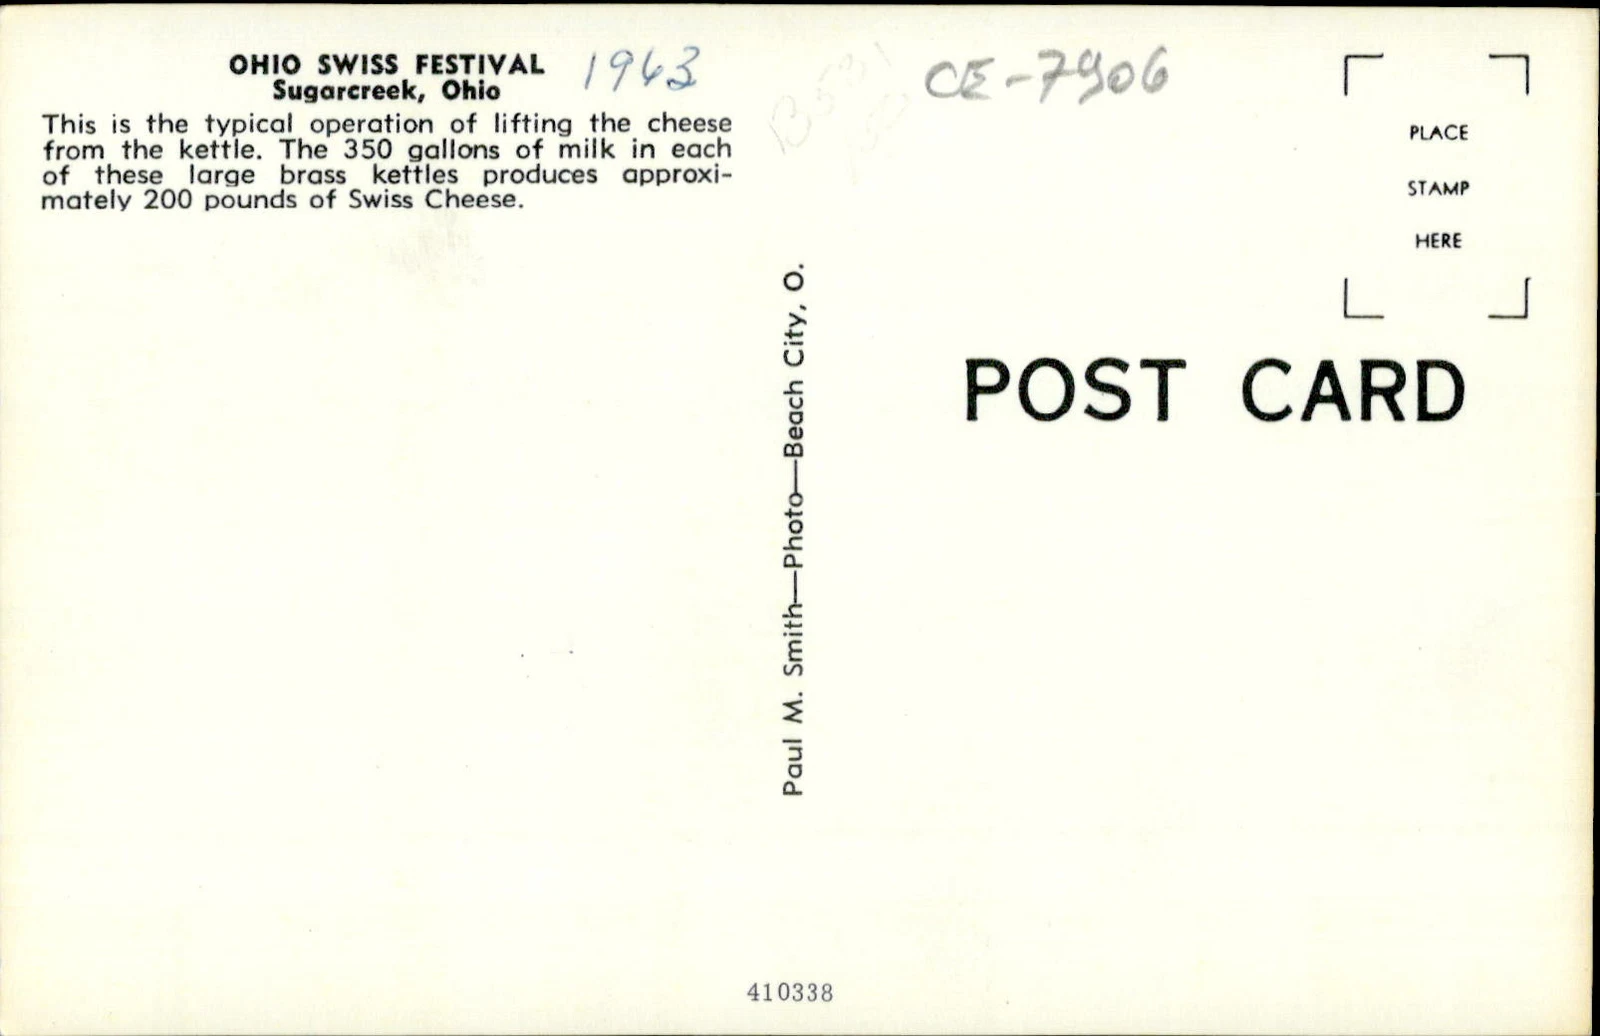 OHIO SWISS FESTIVAL 1963
Sugarcreek, Ohio
This is the typical operation of lifting the cheese
from the kettle. The 350 gallons of milk in each
of these large brass kettles produces approxi-
mately 200 pounds of Swiss Cheese.
Paul M. Smith—Photo—Beach City, O.
CE-7906
PLACE
STAMP
HERE
POST CARD
410338